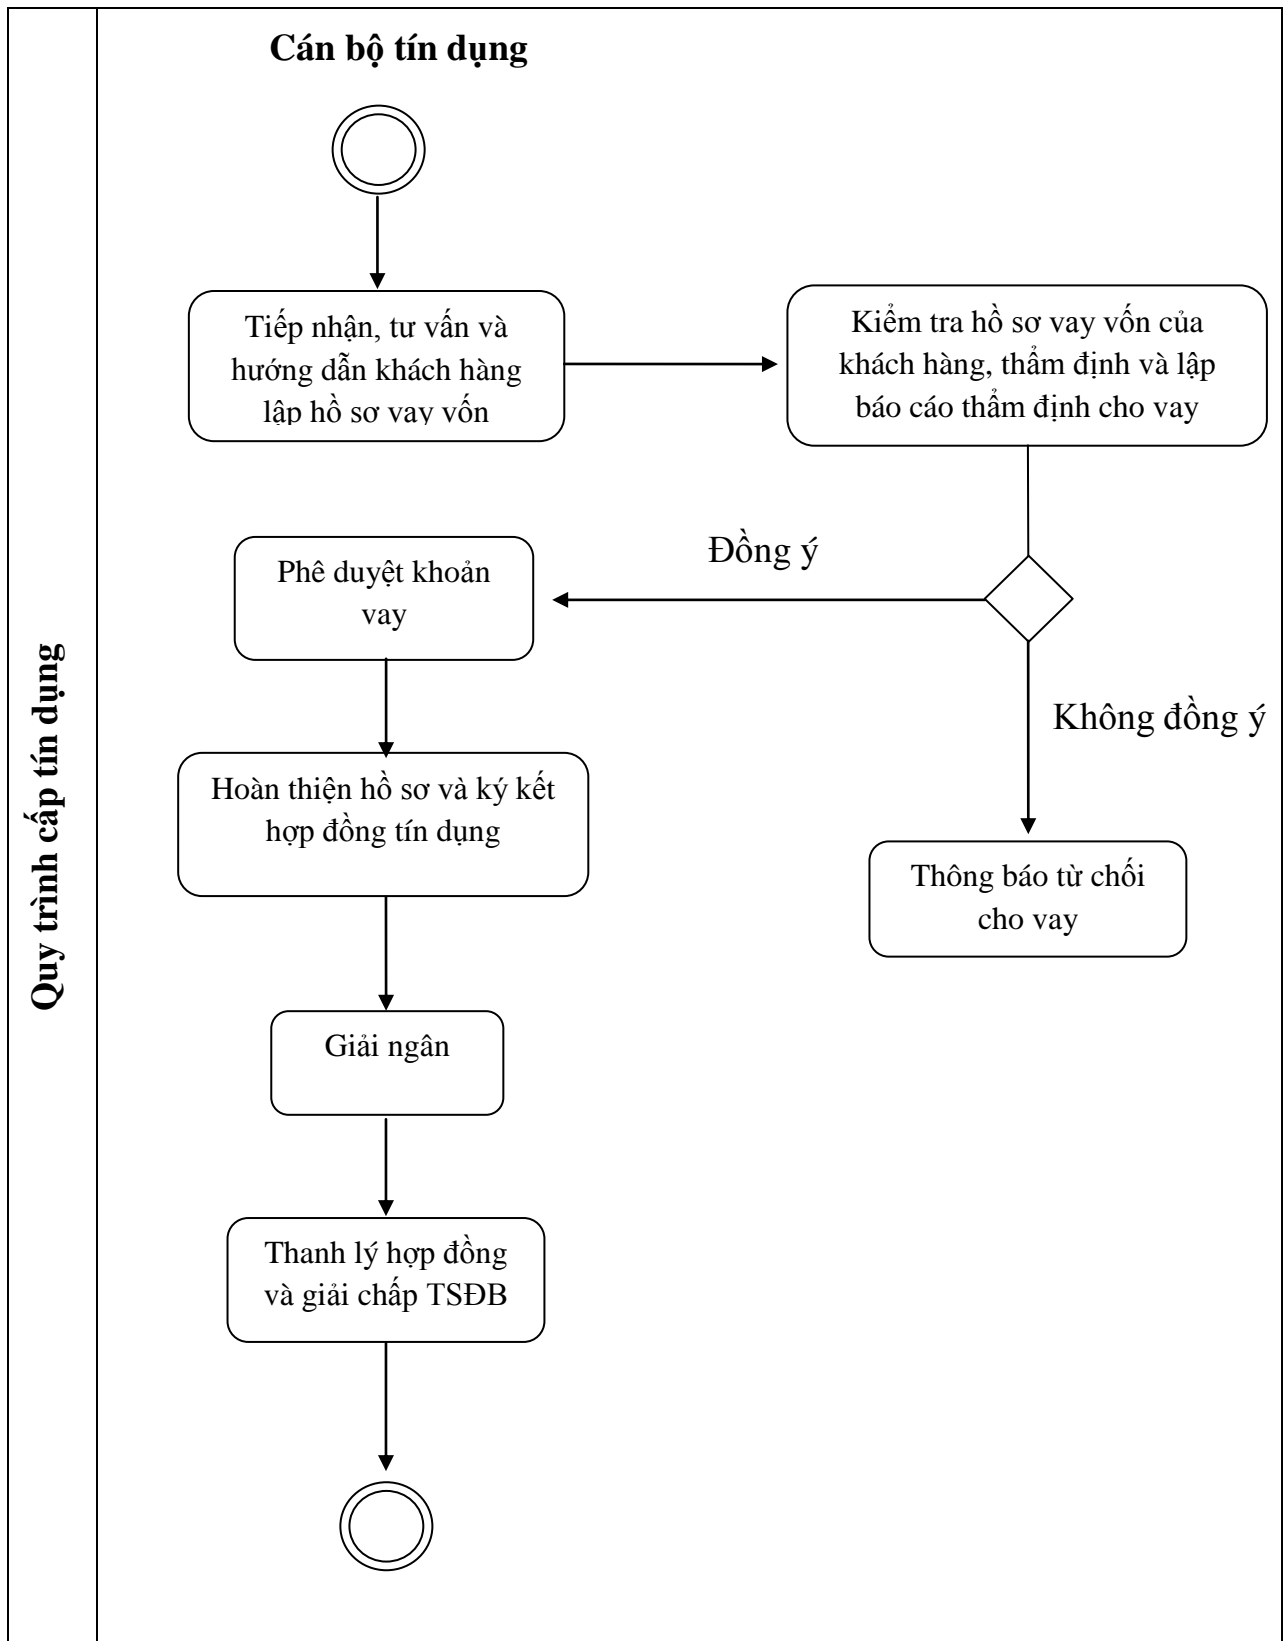 Cán bộ tín dụng
Quy trình cấp tín dụng
Tiếp nhận, tư vấn và
hướng dẫn khách hàng
lập hồ sơ vay vốn
Kiểm tra hồ sơ vay vốn của
khách hàng, thẩm định và lập
báo cáo thẩm định cho vay
Đồng ý
Phê duyệt khoản
vay
Không đồng ý
Hoàn thiện hồ sơ và ký kết
hợp đồng tín dụng
Thông báo từ chối
cho vay
Giải ngân
Thanh lý hợp đồng
và giải chấp TSĐB